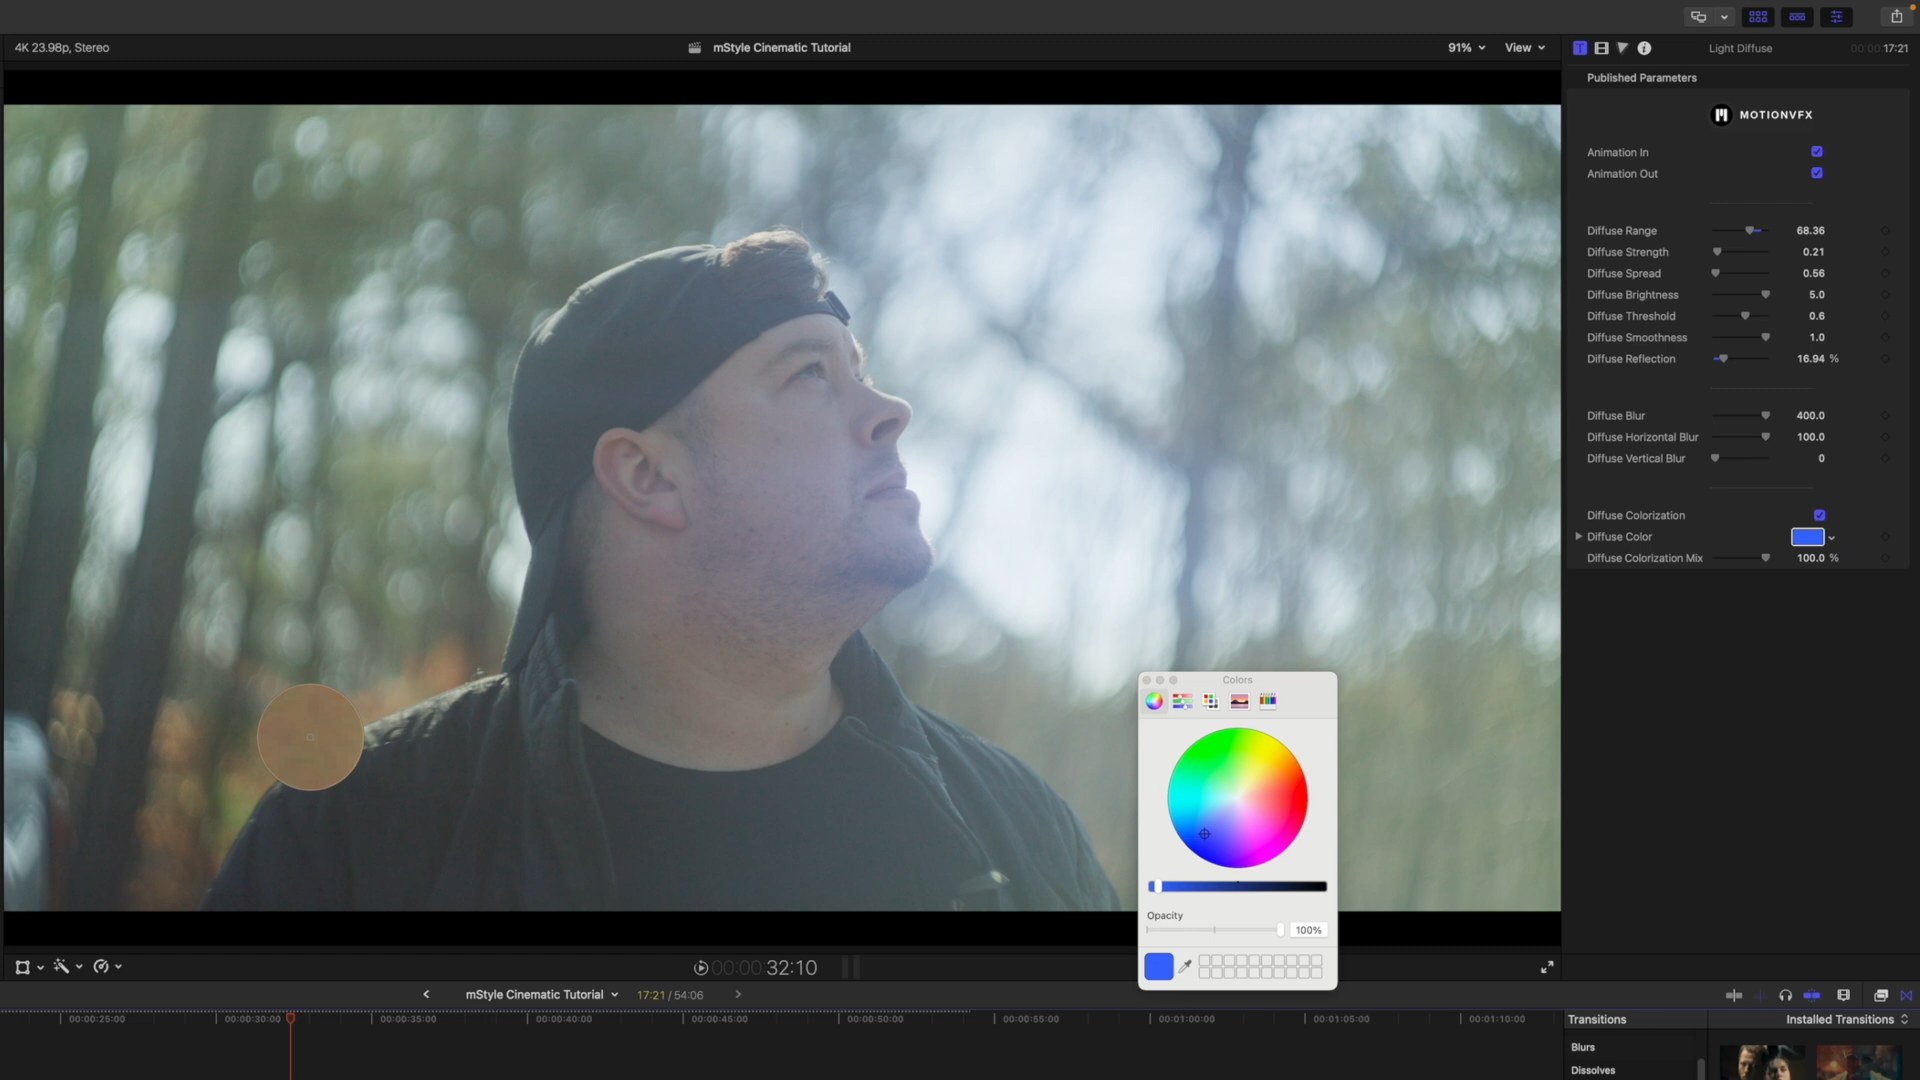 4K 23.98p, Stereo
mStyle Cinematic Tutorial
91%
View
Light Diffuse
00:00:17:21
Published Parameters
MOTIONVFX
Animation In
Animation Out
Diffuse Range 68.36
Diffuse Strength 0.21
Diffuse Spread 0.56
Diffuse Brightness 5.0
Diffuse Threshold 0.6
Diffuse Smoothness 1.0
Diffuse Reflection 16.94 %
Diffuse Blur 400.0
Diffuse Horizontal Blur 100.0
Diffuse Vertical Blur 0
Diffuse Colorization
Diffuse Color
Diffuse Colorization Mix 100.0 %
Colors
Opacity
100%
00:00:32:10
mStyle Cinematic Tutorial
17:21 / 54:06
00:00:25:00
00:00:30:00
00:00:35:00
00:00:40:00
00:00:45:00
00:00:50:00
00:00:55:00
00:01:00:00
00:01:05:00
00:01:10:00
Transitions
Installed Transitions
Blurs
Dissolves